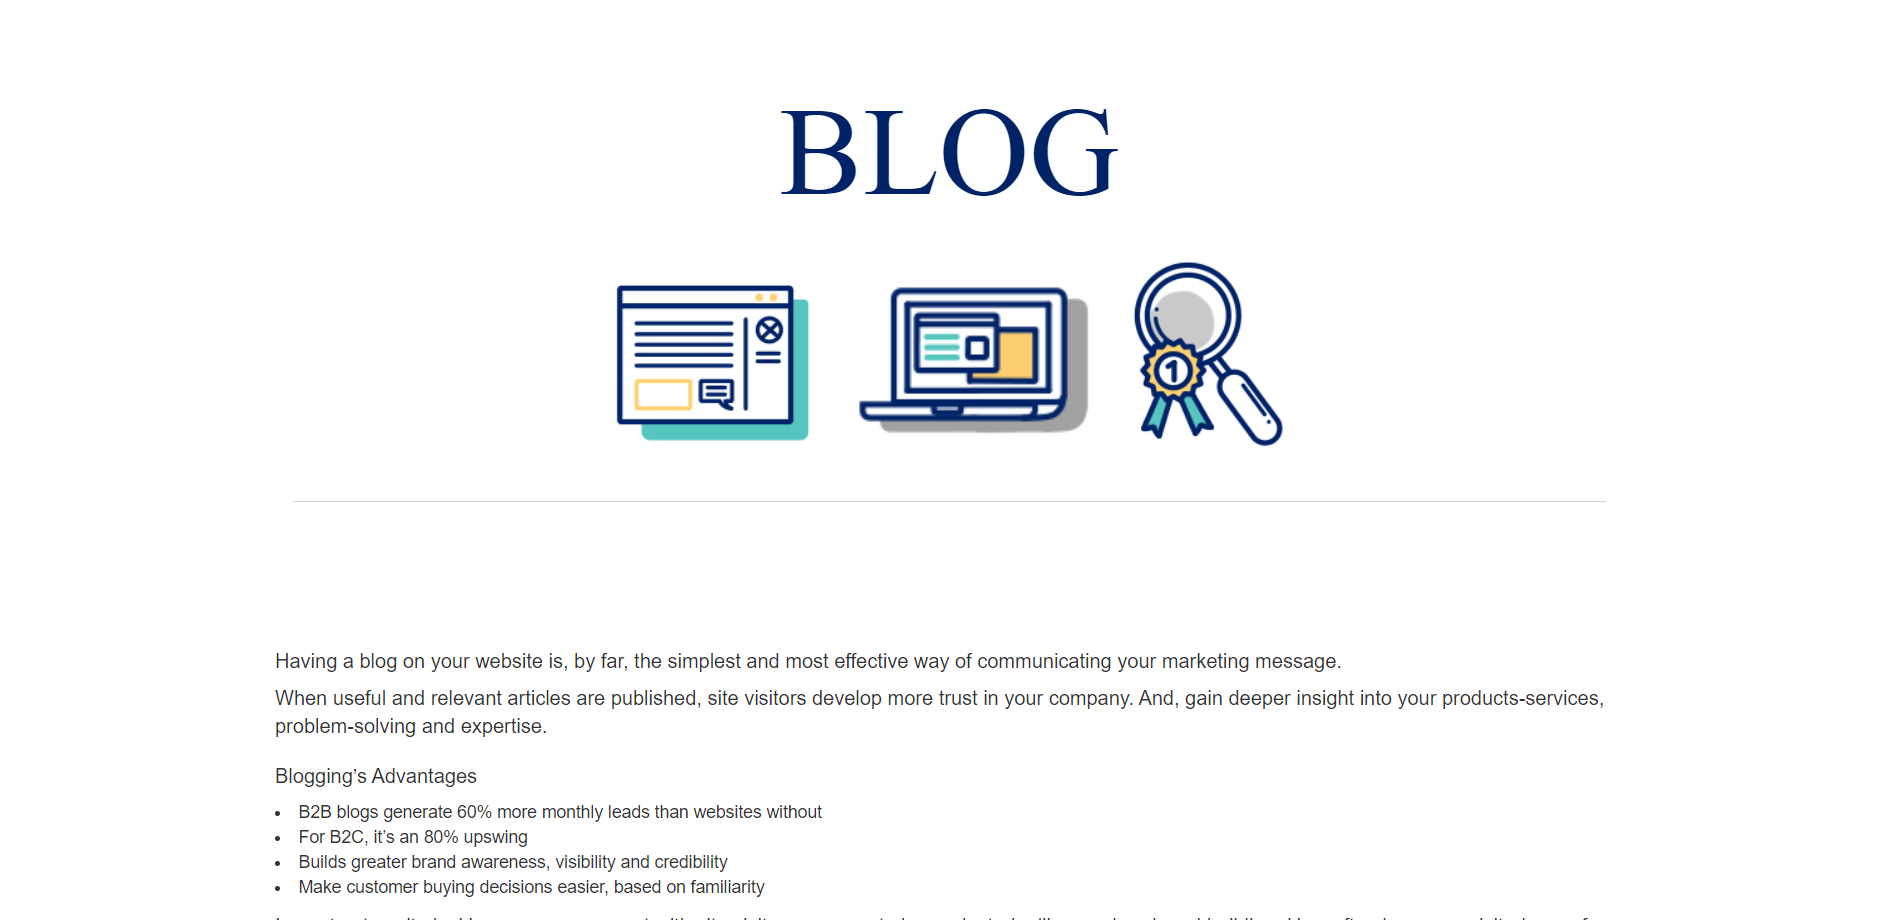 BLOG
1
Having a blog on your website is, by far, the simplest and most effective way of communicating your marketing message.
When useful and relevant articles are published, site visitors develop more trust in your company. And, gain deeper insight into your products-services,
problem-solving and expertise.
Blogging’s Advantages
• B2B blogs generate 60% more monthly leads than websites without
• For B2C, it’s an 80% upswing
• Builds greater brand awareness, visibility and credibility
• Make customer buying decisions easier, based on familiarity